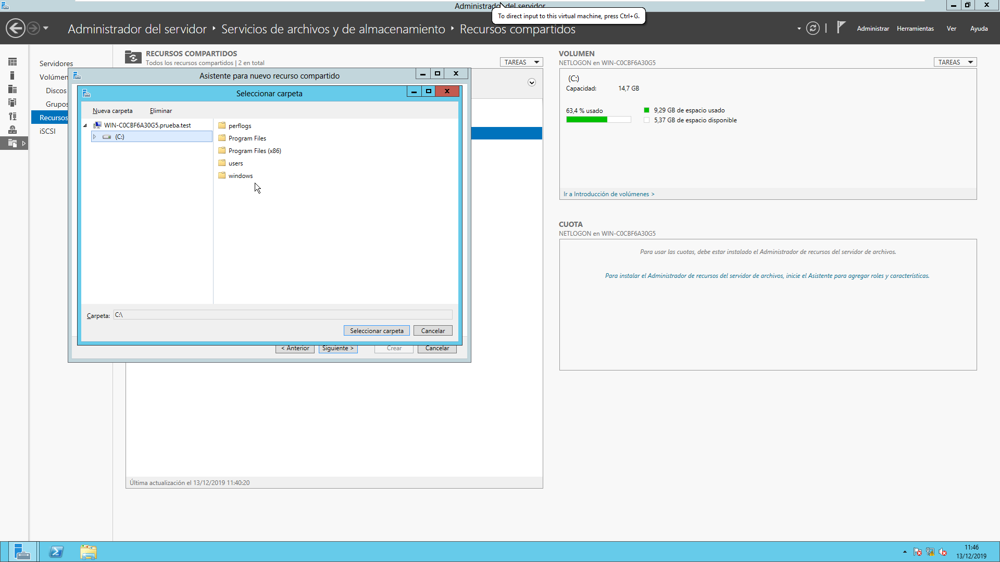 Administrador del servidor
To direct input to this virtual machine, press Ctrl+G.
Administrador del servidor ‣ Servicios de archivos y de almacenamiento ‣ Recursos compartidos
Administrar Herramientas Ver Ayuda
Servidores
Volúmen
Discos
Grupos
Recursos
iSCSI
RECURSOS COMPARTIDOS
Todos los recursos compartidos | 2 en total
TAREAS
Asistente para nuevo recurso compartido
Seleccionar carpeta
Nueva carpeta Eliminar
WIN-C0CBF6A30G5.prueba.test
(C:)
perflogs
Program Files
Program Files (x86)
users
windows
Carpeta: C:\
Seleccionar carpeta Cancelar
< Anterior Siguiente > Crear Cancelar
Última actualización el 13/12/2019 11:40:20
VOLUMEN
NETLOGON en WIN-C0CBF6A30G5
TAREAS
(C:)
Capacidad: 14,7 GB
63,4 % usado
9,29 GB de espacio usado
5,37 GB de espacio disponible
Ir a Introducción de volúmenes >
CUOTA
NETLOGON en WIN-C0CBF6A30G5
Para usar las cuotas, debe estar instalado el Administrador de recursos del servidor de archivos.
Para instalar el Administrador de recursos del servidor de archivos, inicie el Asistente para agregar roles y características.
11:46
13/12/2019